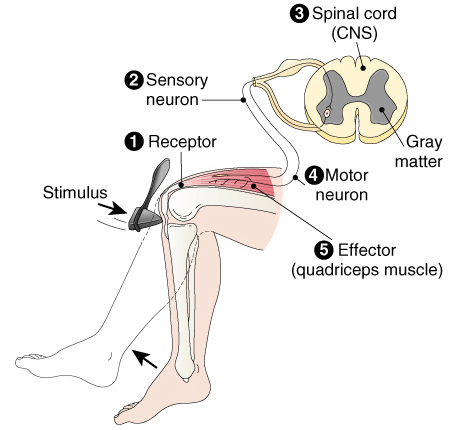 3 Spinal cord
(CNS)
2 Sensory
neuron
1 Receptor
Gray
matter
Stimulus
4 Motor
neuron
5 Effector
(quadriceps muscle)